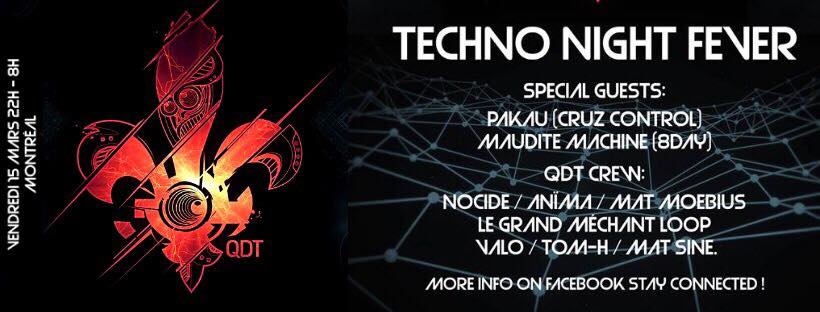 VENDREDI 15 MARS 22H - 8H
MONTRÉAL
QDT
TECHNO NIGHT FEVER
SPECIAL GUESTS:
PAKAU (CRUZ CONTROL)
MAUDITE MACHINE (8DAY)
QDT CREW:
NOCIDE / ANÏMA / MAT MOEBIUS
LE GRAND MÉCHANT LOOP
VALO / TOM-H / MAT SINE.
MORE INFO ON FACEBOOK STAY CONNECTED !